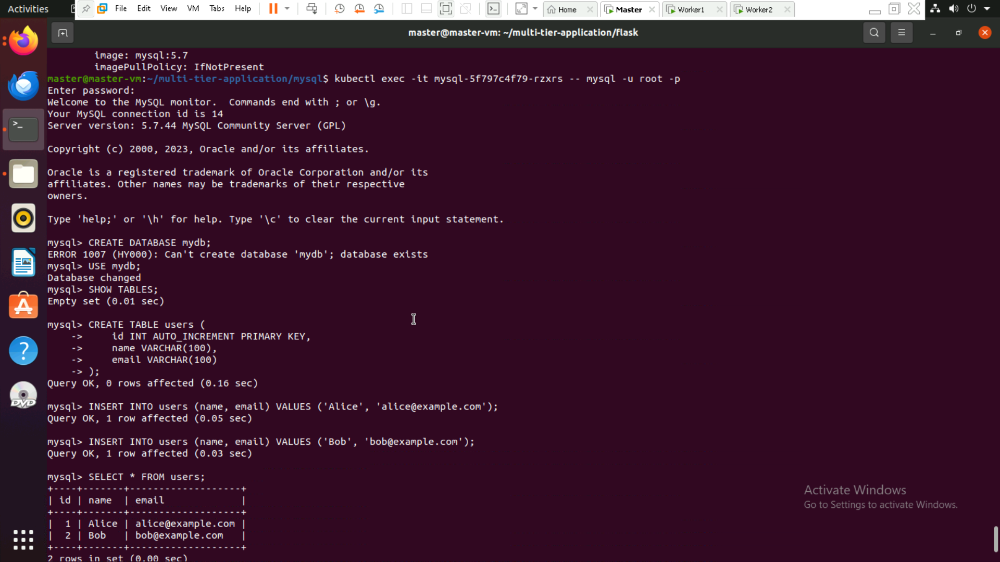 Activities
File Edit View VM Tabs Help Home Master Worker1 Worker2
master@master-vm: ~/multi-tier-application/flask
image: mysql:5.7
imagePullPolicy: IfNotPresent
master@master-vm:~/multi-tier-application/mysql$ kubectl exec -it mysql-5f797c4f79-rzxrs -- mysql -u root -p
Enter password:
Welcome to the MySQL monitor.  Commands end with ; or \g.
Your MySQL connection id is 14
Server version: 5.7.44 MySQL Community Server (GPL)
Copyright (c) 2000, 2023, Oracle and/or its affiliates.
Oracle is a registered trademark of Oracle Corporation and/or its
affiliates. Other names may be trademarks of their respective
owners.
Type 'help;' or '\h' for help. Type '\c' to clear the current input statement.
mysql> CREATE DATABASE mydb;
ERROR 1007 (HY000): Can't create database 'mydb'; database exists
mysql> USE mydb;
Database changed
mysql> SHOW TABLES;
Empty set (0.01 sec)
mysql> CREATE TABLE users (
    ->     id INT AUTO_INCREMENT PRIMARY KEY,
    ->     name VARCHAR(100),
    ->     email VARCHAR(100)
    -> );
Query OK, 0 rows affected (0.16 sec)
mysql> INSERT INTO users (name, email) VALUES ('Alice', 'alice@example.com');
Query OK, 1 row affected (0.05 sec)
mysql> INSERT INTO users (name, email) VALUES ('Bob', 'bob@example.com');
Query OK, 1 row affected (0.03 sec)
mysql> SELECT * FROM users;
+----+-------+-------------------+
| id | name  | email             |
+----+-------+-------------------+
|  1 | Alice | alice@example.com |
|  2 | Bob   | bob@example.com   |
+----+-------+-------------------+
2 rows in set (0.00 sec)
Activate Windows
Go to Settings to activate Windows.
DVD